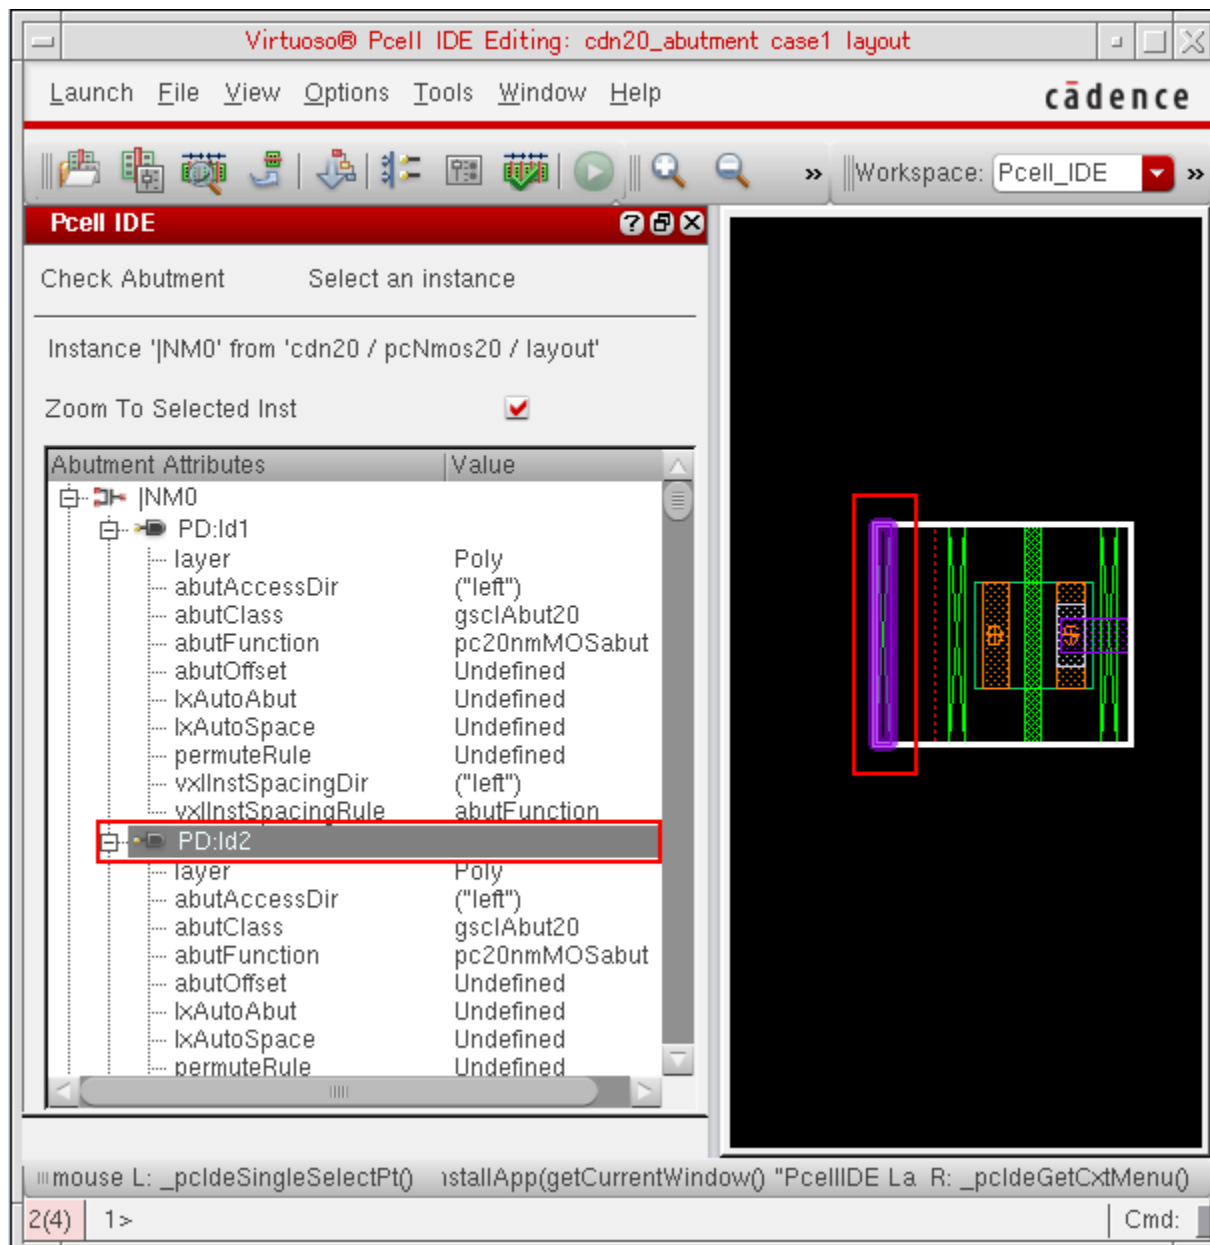 Virtuoso® Pcell IDE Editing: cdn20_abutment case1 layout
Launch File View Options Tools Window Help
cādence
» Workspace: Pcell_IDE »
Pcell IDE
Check Abutment Select an instance
Instance '|NM0' from 'cdn20 / pcNmos20 / layout'
Zoom To Selected Inst
Abutment Attributes Value
|NM0
PD:Id1
layer Poly
abutAccessDir ("left")
abutClass gsclAbut20
abutFunction pc20nmMOSabut
abutOffset Undefined
lxAutoAbut Undefined
lxAutoSpace Undefined
permuteRule Undefined
vxlInstSpacingDir ("left")
vxlInstSpacingRule abutFunction
PD:Id2
layer Poly
abutAccessDir ("left")
abutClass gsclAbut20
abutFunction pc20nmMOSabut
abutOffset Undefined
lxAutoAbut Undefined
lxAutoSpace Undefined
permuteRule Undefined
D S
mouse L: _pcIdeSingleSelectPt() ıstallApp(getCurrentWindow() "PcellIDE La R: _pcIdeGetCxtMenu()
2(4) 1> Cmd: